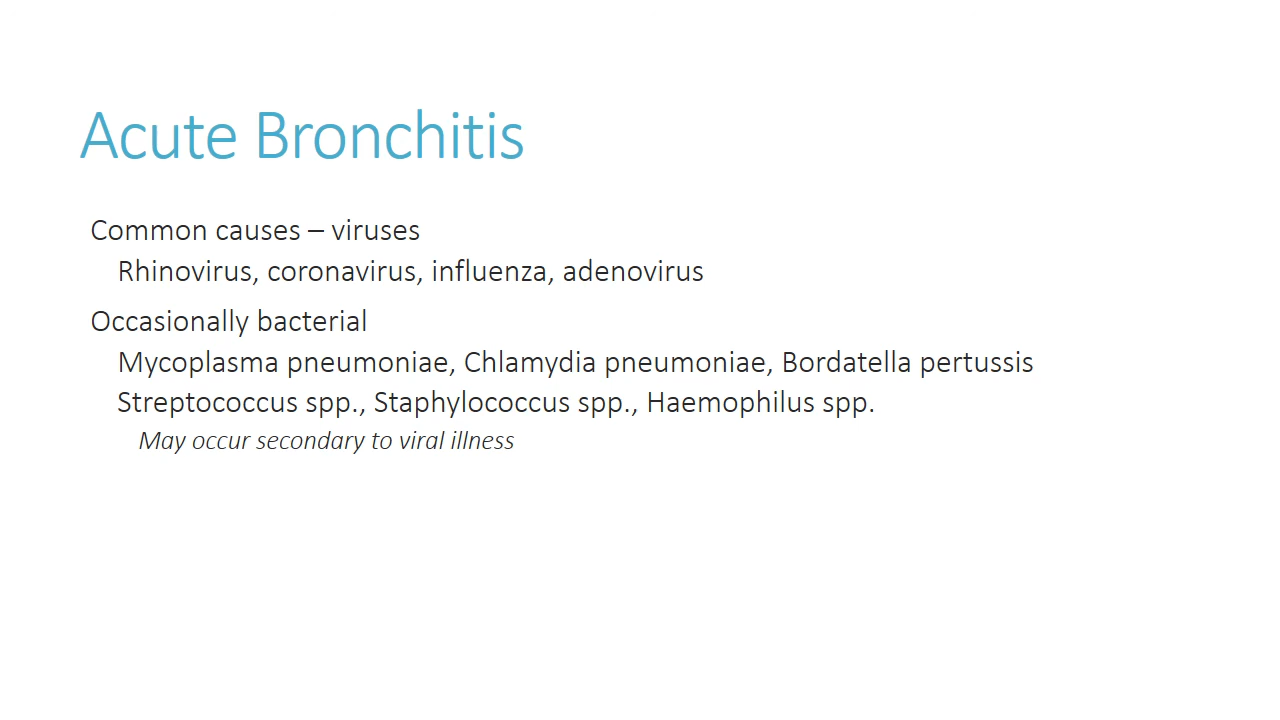 Acute Bronchitis
Common causes – viruses
Rhinovirus, coronavirus, influenza, adenovirus
Occasionally bacterial
Mycoplasma pneumoniae, Chlamydia pneumoniae, Bordatella pertussis
Streptococcus spp., Staphylococcus spp., Haemophilus spp.
May occur secondary to viral illness